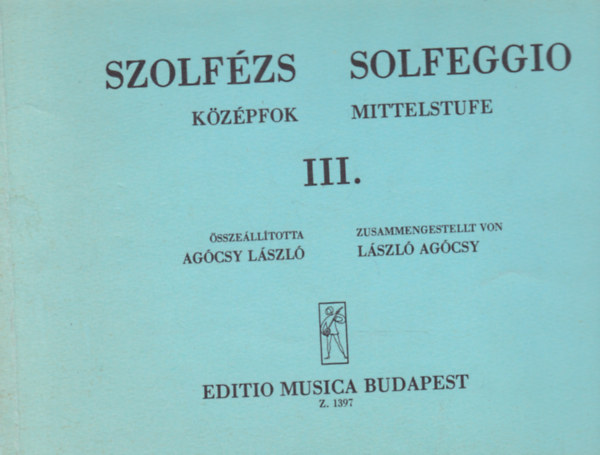 SZOLFÉZS SOLFEGGIO
KÖZÉPFOK MITTELSTUFE
III.
ÖSSZEÁLLÍTOTTA ZUSAMMENGESTELLT VON
AGÓCSY LÁSZLÓ LÁSZLÓ AGÓCSY
EDITIO MUSICA BUDAPEST
Z. 1397